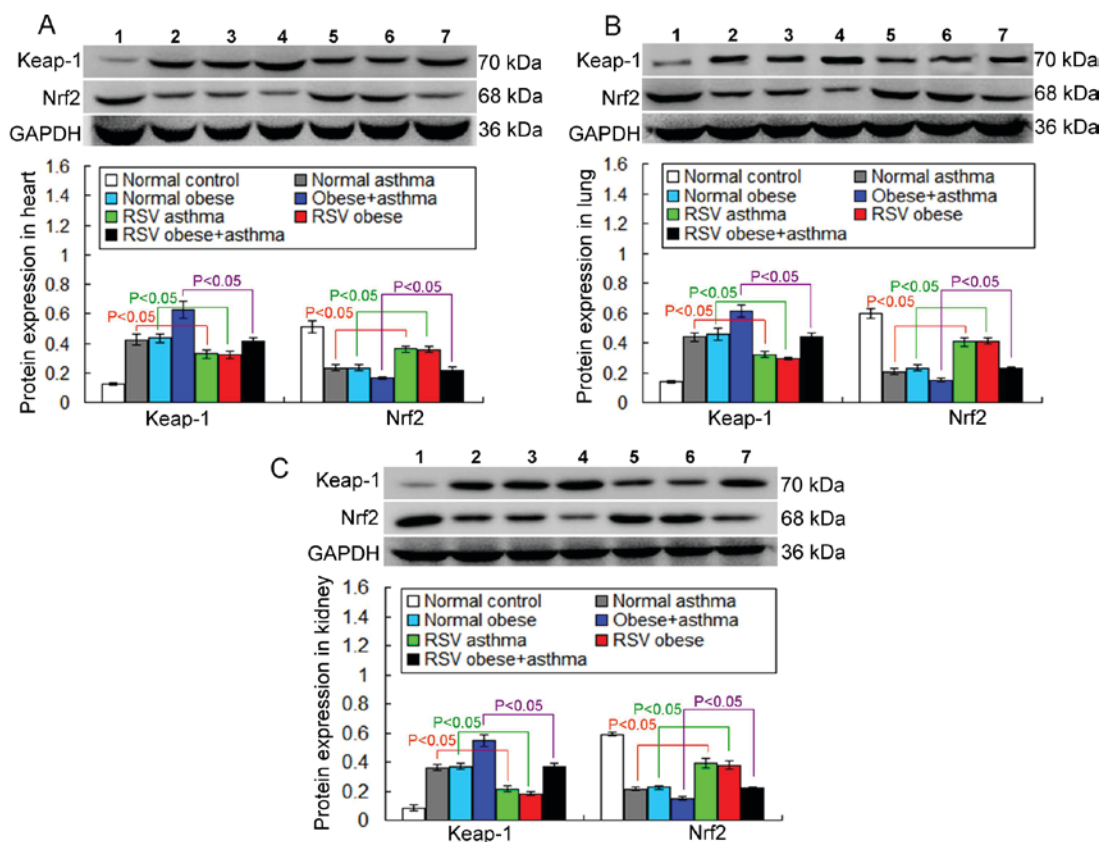 A
1 2 3 4 5 6 7
Keap-1 70 kDa
Nrf2 68 kDa
GAPDH 36 kDa
Protein expression in heart
1.6
1.4
1.2
1
0.8
0.6
0.4
0.2
0
Normal control Normal asthma
Normal obese Obese+asthma
RSV asthma RSV obese
RSV obese+asthma
P<0.05 P<0.05
P<0.05 P<0.05
P<0.05 P<0.05
Keap-1 Nrf2
B
1 2 3 4 5 6 7
Keap-1 70 kDa
Nrf2 68 kDa
GAPDH 36 kDa
Protein expression in lung
1.6
1.4
1.2
1
0.8
0.6
0.4
0.2
0
Normal control Normal asthma
Normal obese Obese+asthma
RSV asthma RSV obese
RSV obese+asthma
P<0.05 P<0.05
P<0.05 P<0.05
P<0.05 P<0.05
Keap-1 Nrf2
C
1 2 3 4 5 6 7
Keap-1 70 kDa
Nrf2 68 kDa
GAPDH 36 kDa
Protein expression in kidney
1.6
1.4
1.2
1
0.8
0.6
0.4
0.2
0
Normal control Normal asthma
Normal obese Obese+asthma
RSV asthma RSV obese
RSV obese+asthma
P<0.05 P<0.05
P<0.05 P<0.05
P<0.05 P<0.05
Keap-1 Nrf2